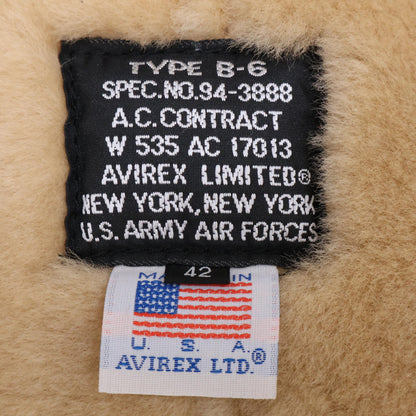 TYPE B-6
SPEC.NO.94-3888
A.C.CONTRACT
W 535 AC 17013
AVIREX LIMITED®
NEW YORK,NEW YORK
U.S.ARMY AIR FORCES
42
MADE IN
U. S. A.
AVIREX LTD.®